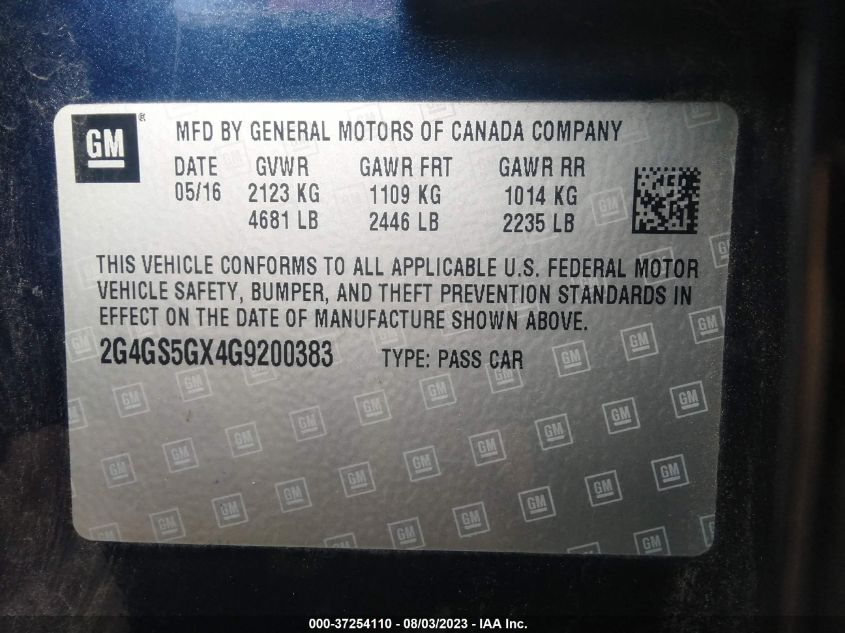 GM ®
MFD BY GENERAL MOTORS OF CANADA COMPANY
DATE GVWR GAWR FRT GAWR RR
05/16 2123 KG 1109 KG 1014 KG
4681 LB 2446 LB 2235 LB
THIS VEHICLE CONFORMS TO ALL APPLICABLE U.S. FEDERAL MOTOR
VEHICLE SAFETY, BUMPER, AND THEFT PREVENTION STANDARDS IN
EFFECT ON THE DATE OF MANUFACTURE SHOWN ABOVE.
2G4GS5GX4G9200383 TYPE: PASS CAR
000-37254110 - 08/03/2023 - IAA Inc.